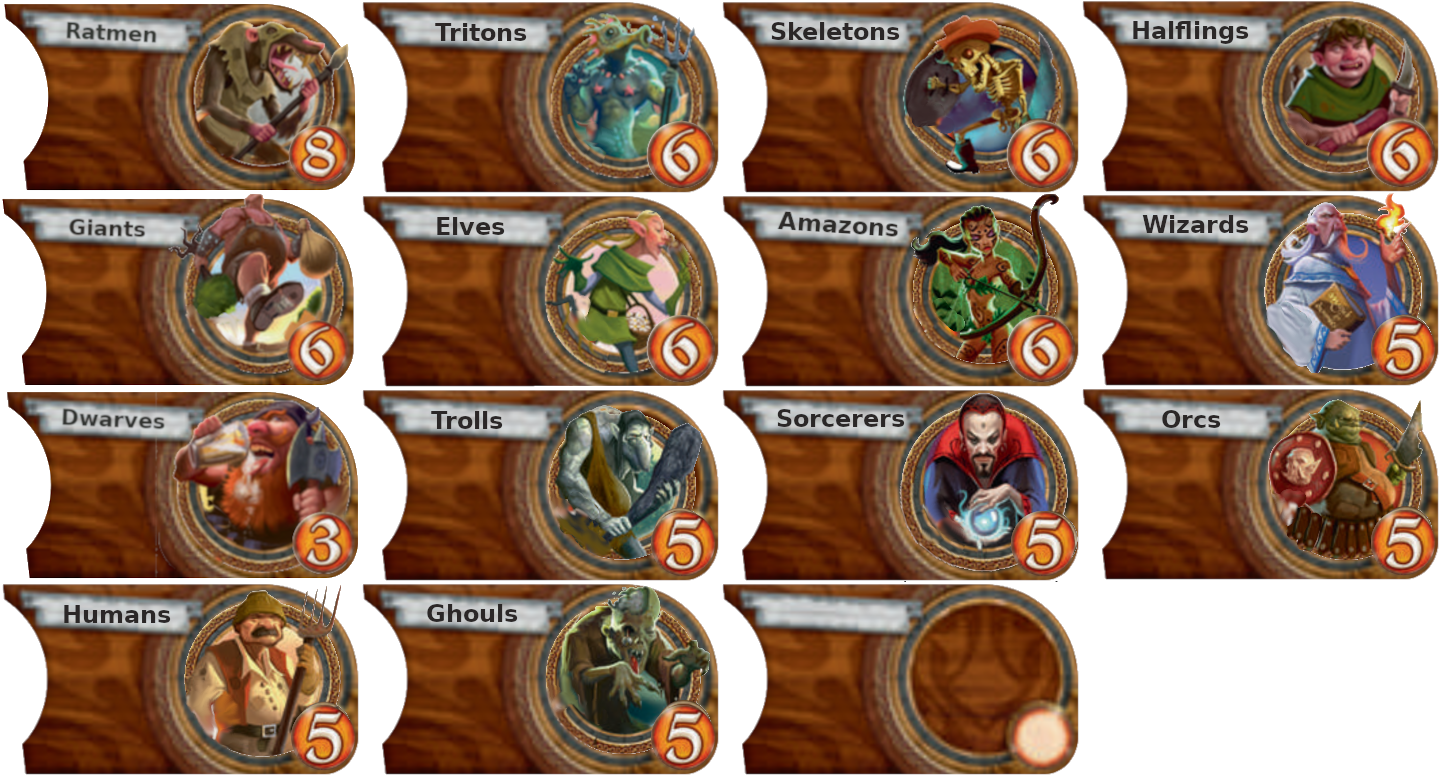 Ratmen
8
Tritons
6
Skeletons
6
Halflings
6
Giants
6
Elves
6
Amazons
6
Wizards
5
Dwarves
3
Trolls
5
Sorcerers
5
Orcs
5
Humans
5
Ghouls
5